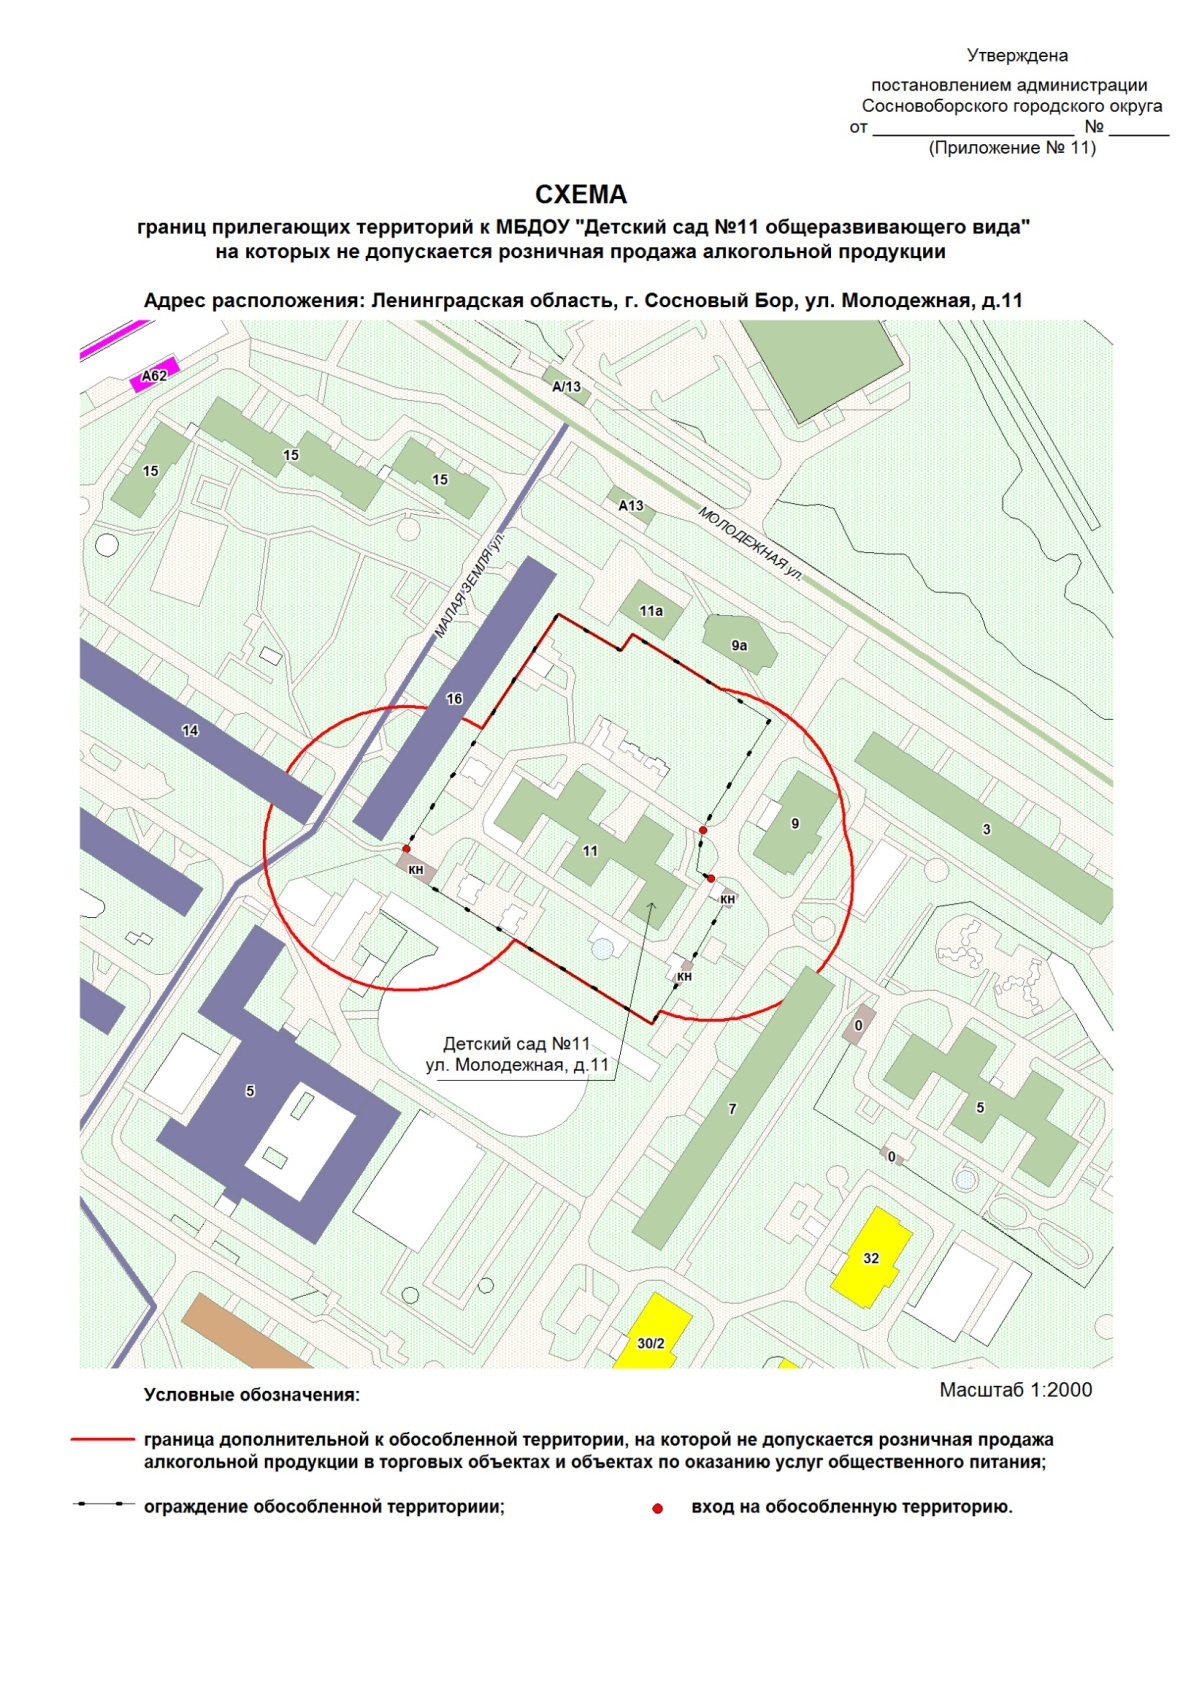 Утверждена
постановлением администрации
Сосновоборского городского округа
от ____________________ № ______
(Приложение № 11)
СХЕМА
границ прилегающих территорий к МБДОУ "Детский сад №11 общеразвивающего вида"
на которых не допускается розничная продажа алкогольной продукции
Адрес расположения: Ленинградская область, г. Сосновый Бор, ул. Молодежная, д.11
А62
А/13
15
15
15
А13
МОЛОДЕЖНАЯ ул.
МАЛАЯ ЗЕМЛЯ ул.
11а
9а
16
14
9
3
11
кн
кн
кн
0
Детский сад №11
ул. Молодежная, д.11
5
7
5
0
32
30/2
Условные обозначения:
Масштаб 1:2000
граница дополнительной к обособленной территории, на которой не допускается розничная продажа
алкогольной продукции в торговых объектах и объектах по оказанию услуг общественного питания;
ограждение обособленной территориии;
вход на обособленную территорию.